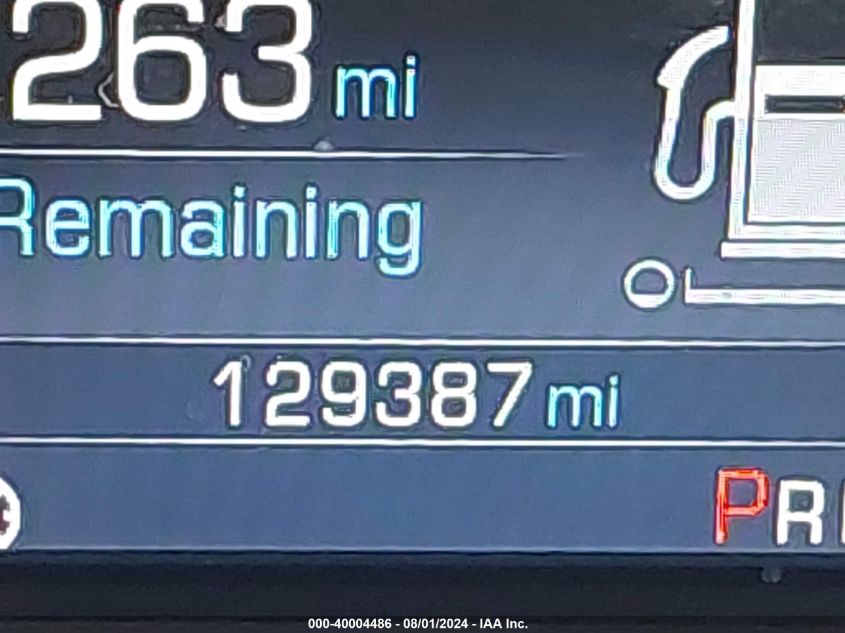 263 mi
Remaining
129387 mi
PR
000-40004486 - 08/01/2024 - IAA Inc.